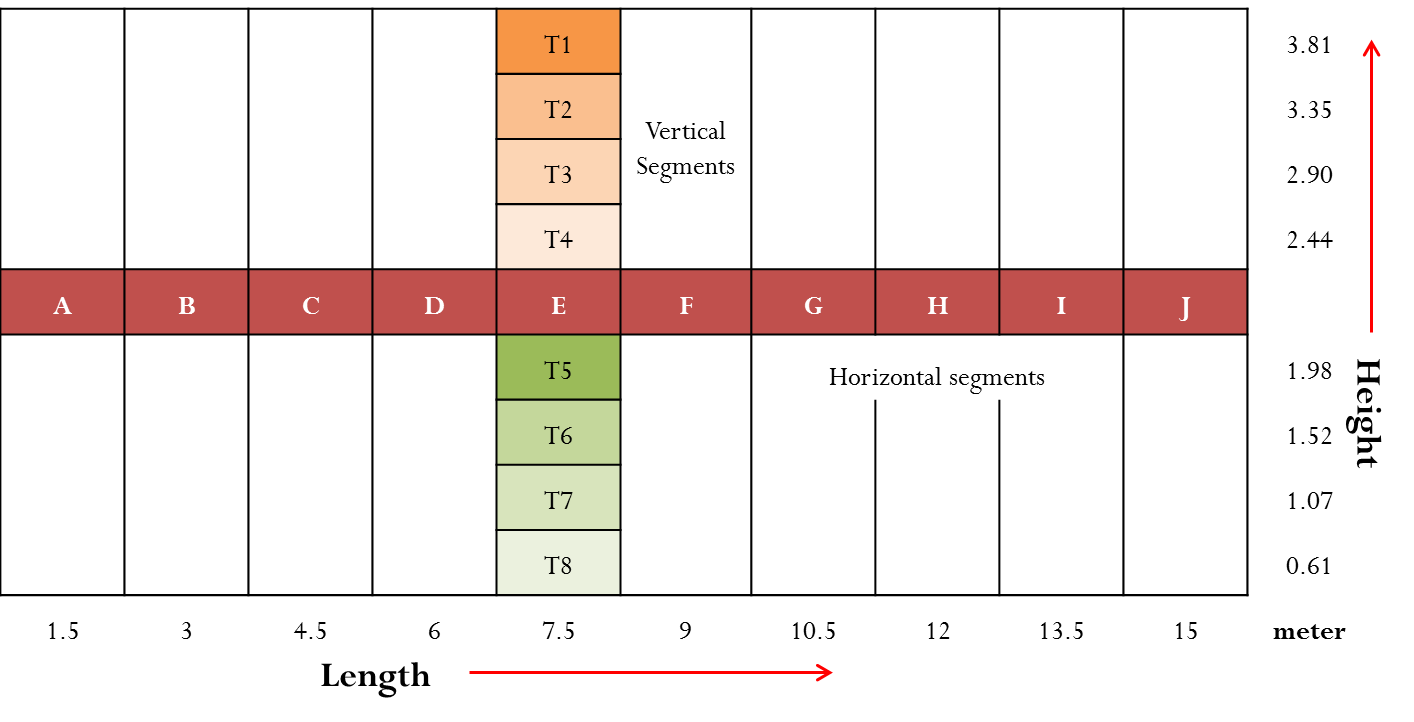 T1 3.81
T2 3.35
Vertical
Segments
T3 2.90
T4 2.44
A B C D E F G H I J
T5 1.98
Horizontal segments
T6 1.52
T7 1.07
T8 0.61
Height
1.5 3 4.5 6 7.5 9 10.5 12 13.5 15 meter
Length